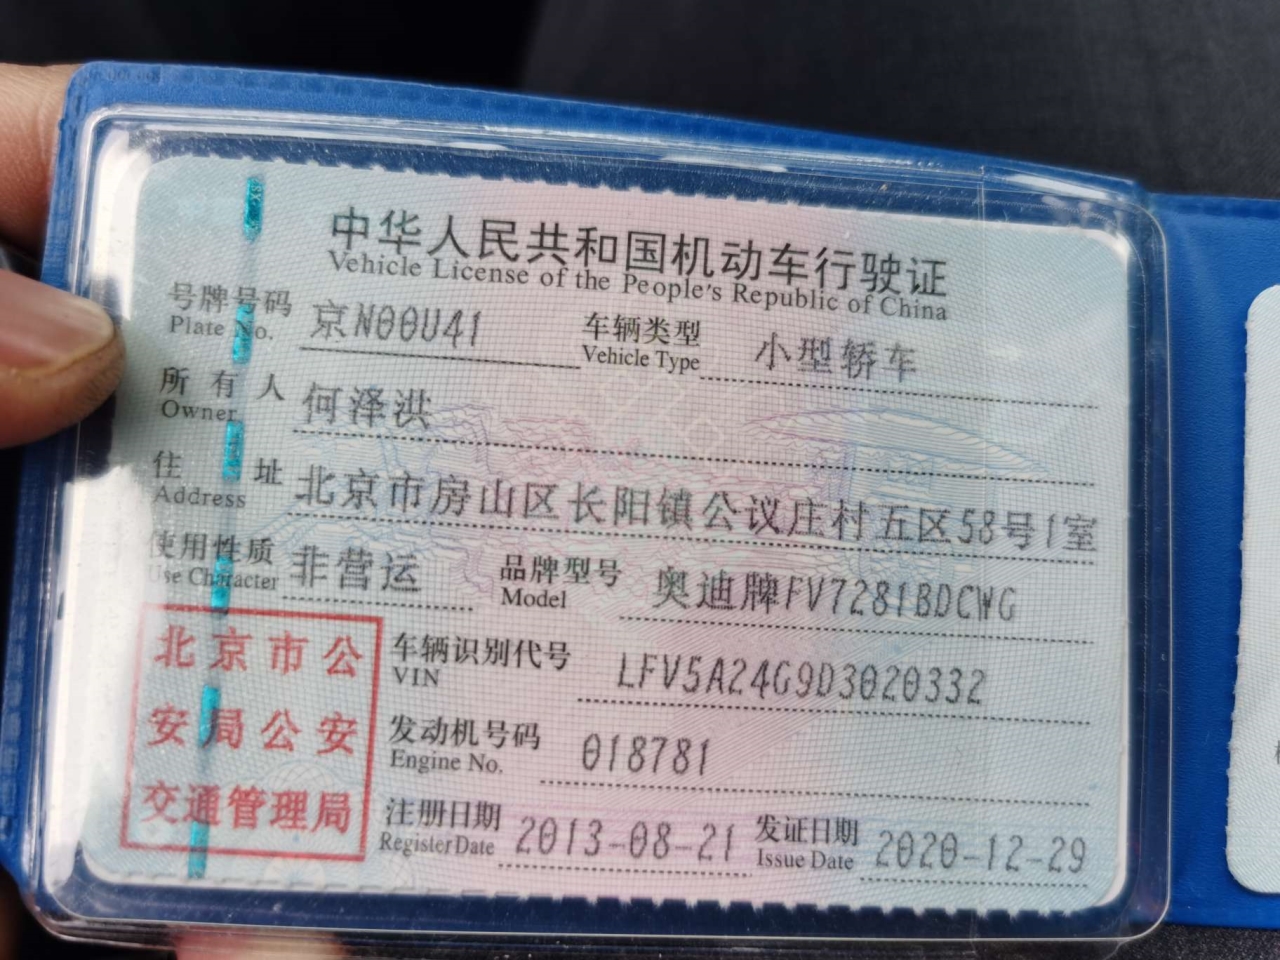 中华人民共和国机动车行驶证
Vehicle License of the People's Republic of China
号牌号码 京N00U41 车辆类型 小型轿车
Plate No. Vehicle Type
所有人 何泽洪
Owner
住址 北京市房山区长阳镇公议庄村五区58号1室
Address
使用性质 非营运 品牌型号 奥迪牌FV7281BDCWG
Use Character Model
北京市公
安局公安
交通管理局
车辆识别代号 LFV5A24G9D3020332
VIN
发动机号码 018781
Engine No.
注册日期 2013-08-21 发证日期 2020-12-29
Register Date Issue Date